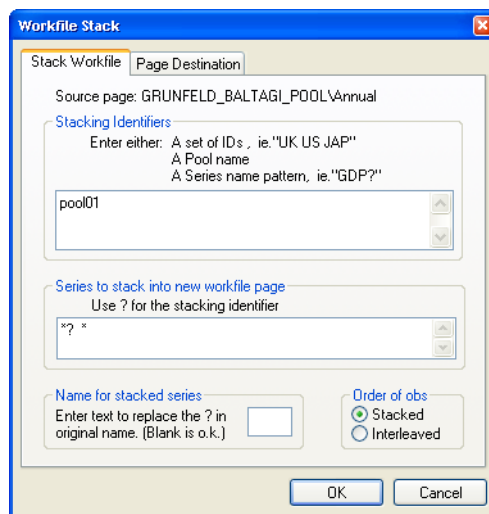 Workfile Stack
Stack Workfile Page Destination
Source page: GRUNFELD_BALTAGI_POOL\Annual
Stacking Identifiers
Enter either: A set of IDs , ie."UK US JAP"
A Pool name
A Series name pattern, ie."GDP?"
pool01
Series to stack into new workfile page
Use ? for the stacking identifier
*? *
Name for stacked series
Enter text to replace the ? in
original name. (Blank is o.k.)
Order of obs
Stacked
Interleaved
OK Cancel